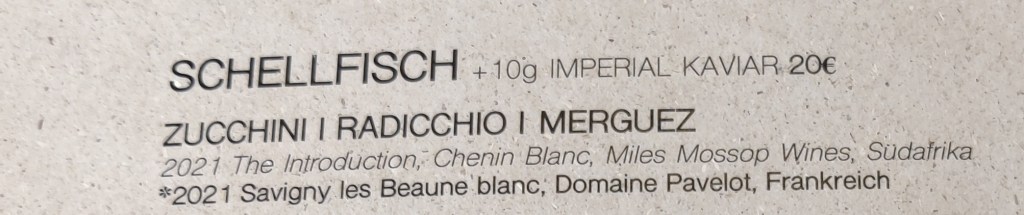 SCHELLFISCH +10g IMPERIAL KAVIAR 20€
ZUCCHINI I RADICCHIO I MERGUEZ
2021 The Introduction, Chenin Blanc, Miles Mossop Wines, Südafrika
*2021 Savigny les Beaune blanc, Domaine Pavelot, Frankreich